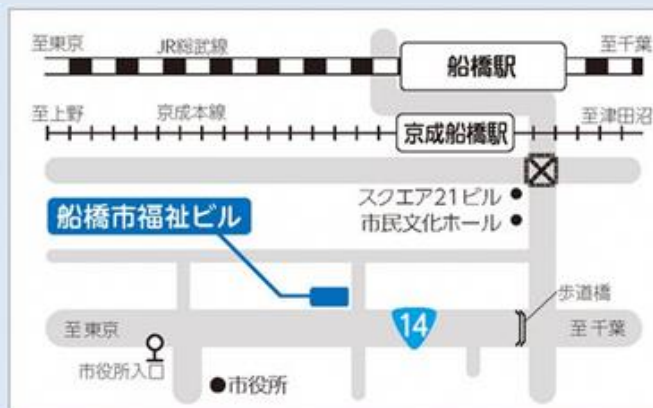 至東京
JR総武線
船橋駅
至千葉
至上野
京成本線
京成船橋駅
至津田沼
スクエア21ビル
市民文化ホール
船橋市福祉ビル
歩道橋
至東京
14
至千葉
市役所入口
市役所